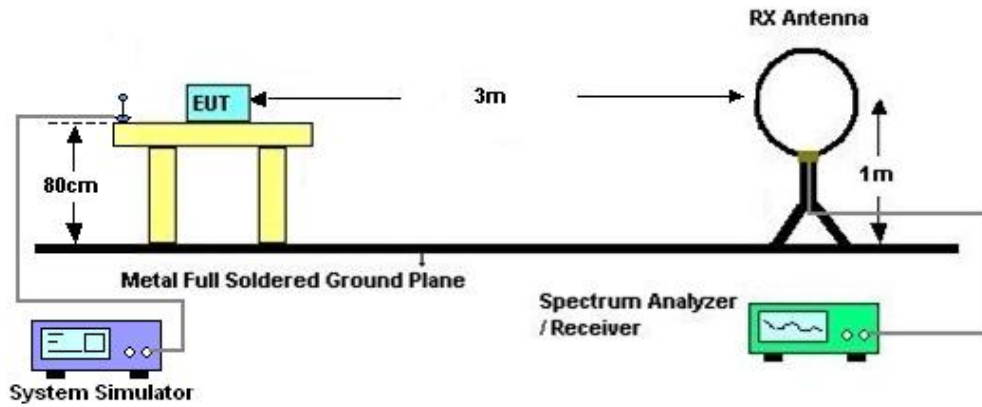 RX Antenna
EUT
3m
80cm
1m
Metal Full Soldered Ground Plane
Spectrum Analyzer
/ Receiver
System Simulator